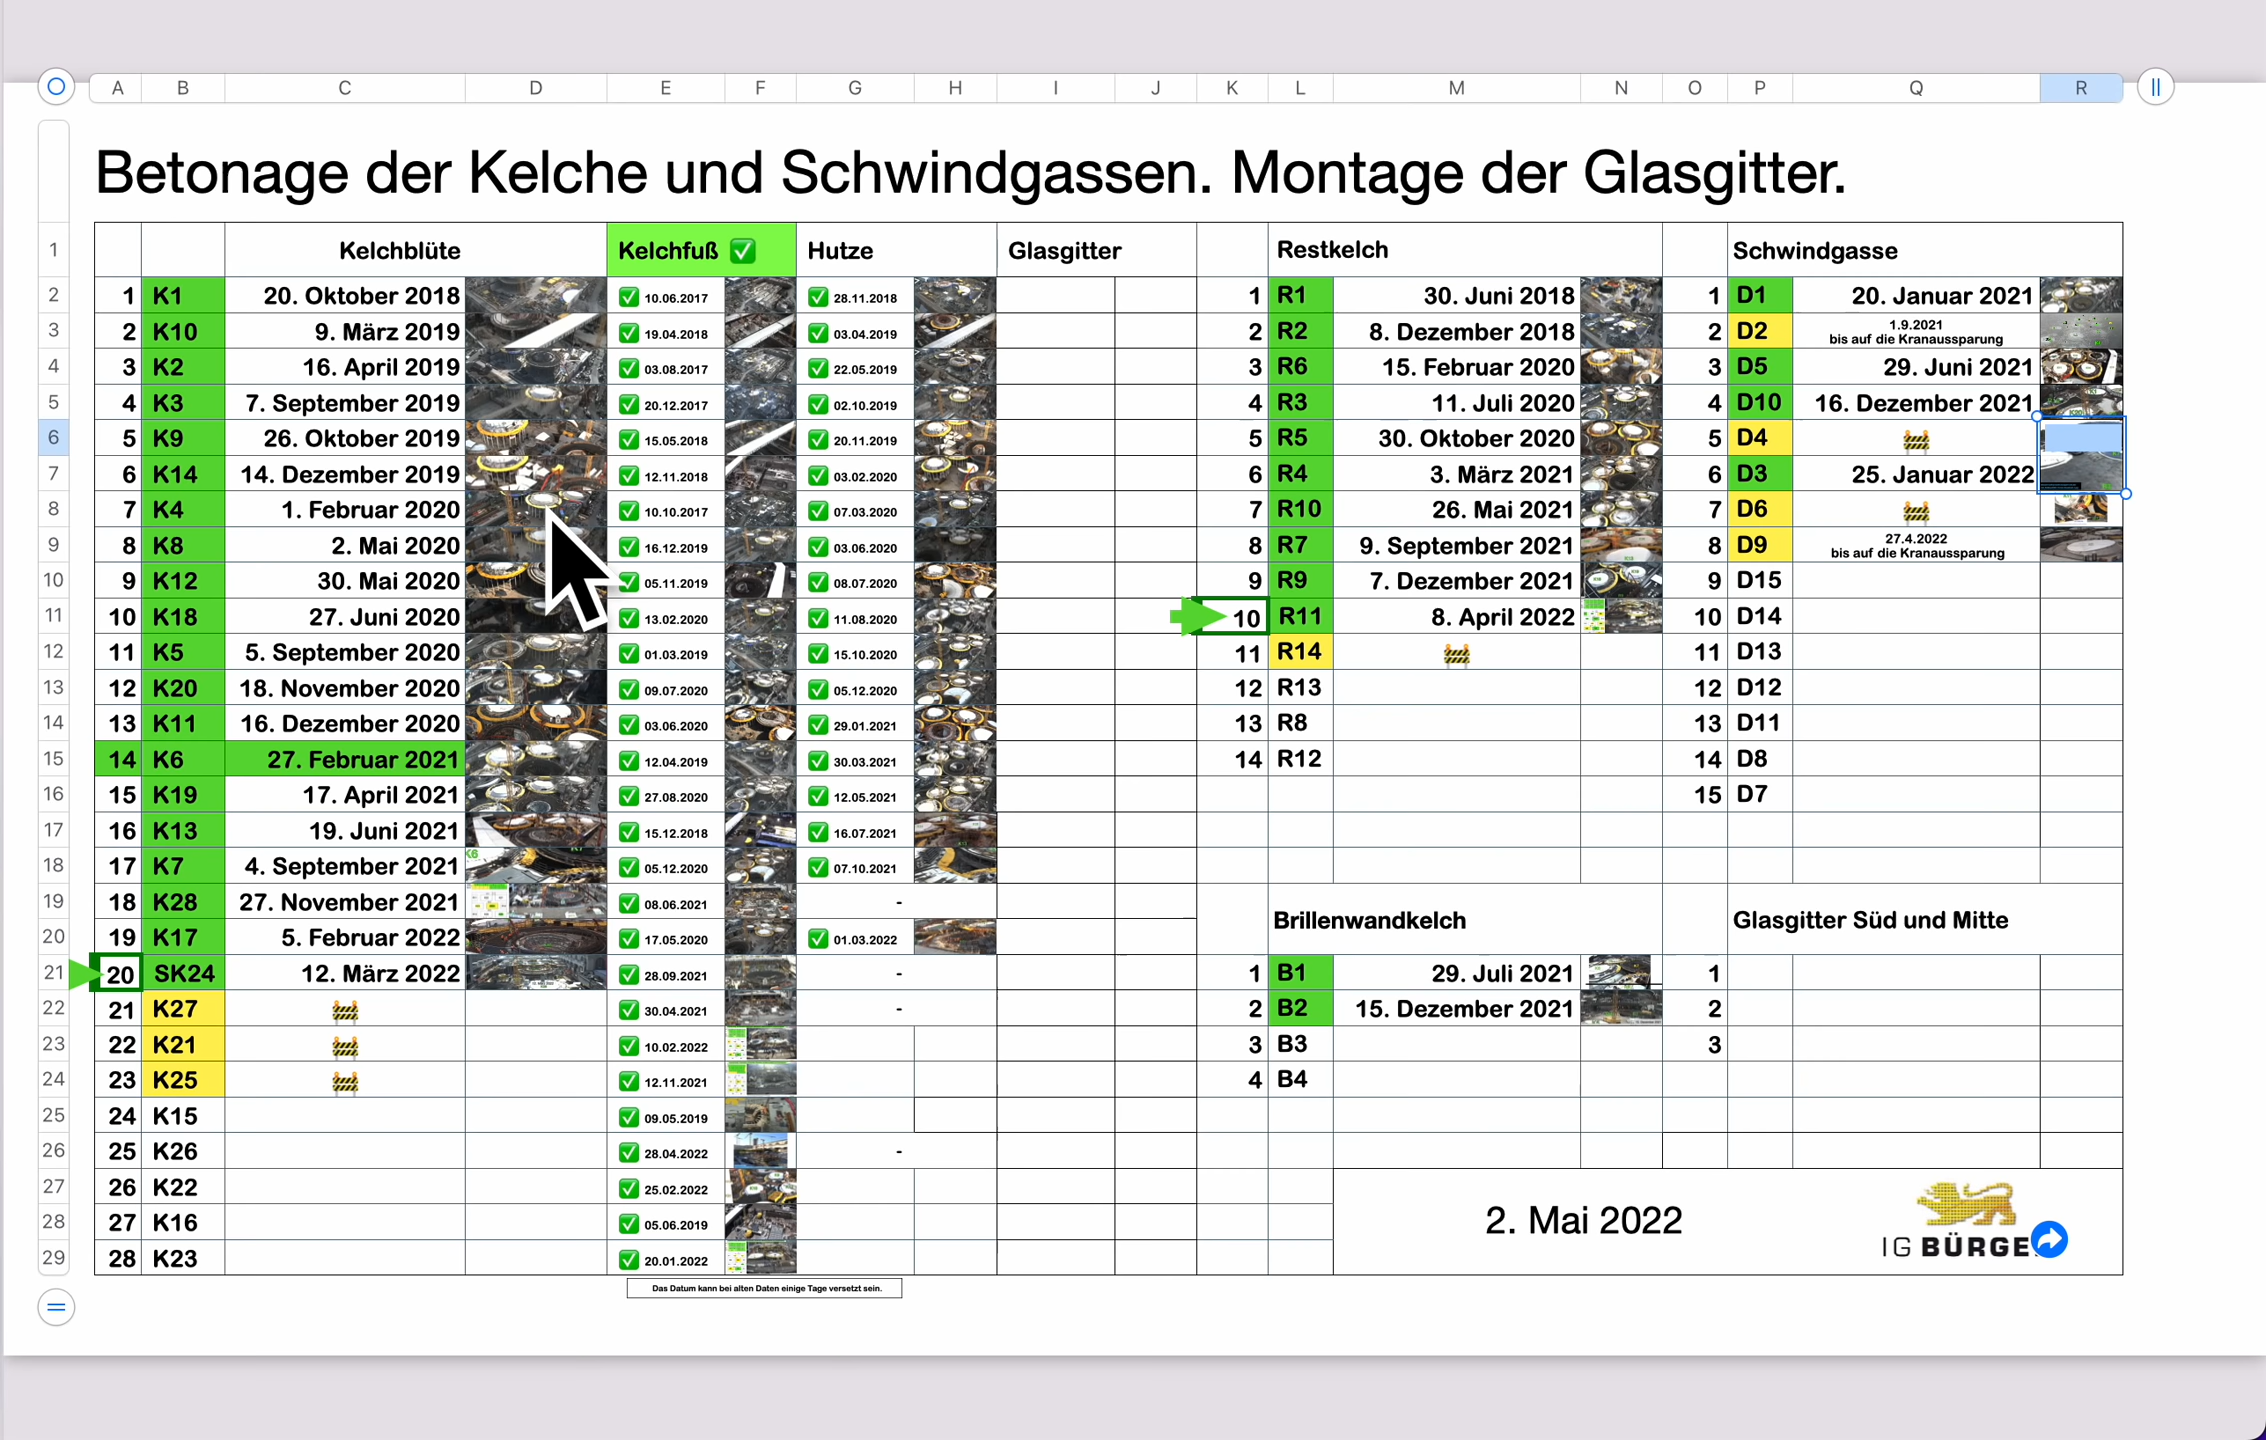 A B C D E F G H I J K L M N O P Q R
Betonage der Kelche und Schwindgassen. Montage der Glasgitter.
1 Kelchblüte Kelchfuß ✅ Hutze Glasgitter Restkelch Schwindgasse
2 1 K1 20. Oktober 2018 ✅ 10.06.2017 ✅ 28.11.2018 1 R1 30. Juni 2018 1 D1 20. Januar 2021
3 2 K10 9. März 2019 ✅ 19.04.2018 ✅ 03.04.2019 2 R2 8. Dezember 2018 2 D2 1.9.2021
bis auf die Kranaussparung
4 3 K2 16. April 2019 ✅ 03.08.2017 ✅ 22.05.2019 3 R6 15. Februar 2020 3 D5 29. Juni 2021
5 4 K3 7. September 2019 ✅ 20.12.2017 ✅ 02.10.2019 4 R3 11. Juli 2020 4 D10 16. Dezember 2021
6 5 K9 26. Oktober 2019 ✅ 15.05.2018 ✅ 20.11.2019 5 R5 30. Oktober 2020 5 D4 🚧
7 6 K14 14. Dezember 2019 ✅ 12.11.2018 ✅ 03.02.2020 6 R4 3. März 2021 6 D3 25. Januar 2022
8 7 K4 1. Februar 2020 ✅ 10.10.2017 ✅ 07.03.2020 7 R10 26. Mai 2021 7 D6 🚧
9 8 K8 2. Mai 2020 ✅ 16.12.2019 ✅ 03.06.2020 8 R7 9. September 2021 8 D9 27.4.2022
bis auf die Kranaussparung
10 9 K12 30. Mai 2020 ✅ 05.11.2019 ✅ 08.07.2020 9 R9 7. Dezember 2021 9 D15
11 10 K18 27. Juni 2020 ✅ 13.02.2020 ✅ 11.08.2020 10 R11 8. April 2022 10 D14
12 11 K5 5. September 2020 ✅ 01.03.2019 ✅ 15.10.2020 11 R14 🚧 11 D13
13 12 K20 18. November 2020 ✅ 09.07.2020 ✅ 05.12.2020 12 R13 12 D12
14 13 K11 16. Dezember 2020 ✅ 03.06.2020 ✅ 29.01.2021 13 R8 13 D11
15 14 K6 27. Februar 2021 ✅ 12.04.2019 ✅ 30.03.2021 14 R12 14 D8
16 15 K19 17. April 2021 ✅ 27.08.2020 ✅ 12.05.2021 15 D7
17 16 K13 19. Juni 2021 ✅ 15.12.2018 ✅ 16.07.2021
18 17 K7 4. September 2021 ✅ 05.12.2020 ✅ 07.10.2021
19 18 K28 27. November 2021 ✅ 08.06.2021 -
20 19 K17 5. Februar 2022 ✅ 17.05.2020 ✅ 01.03.2022 Brillenwandkelch Glasgitter Süd und Mitte
21 20 SK24 12. März 2022 ✅ 28.09.2021 - 1 B1 29. Juli 2021 1
22 21 K27 🚧 ✅ 30.04.2021 - 2 B2 15. Dezember 2021 2
23 22 K21 🚧 ✅ 10.02.2022 3 B3 3
24 23 K25 🚧 ✅ 12.11.2021 4 B4
25 24 K15 ✅ 09.05.2019
26 25 K26 ✅ 28.04.2022 -
27 26 K22 ✅ 25.02.2022
28 27 K16 ✅ 05.06.2019
29 28 K23 ✅ 20.01.2022
2. Mai 2022
IG BÜRGE
Das Datum kann bei alten Daten einige Tage versetzt sein.